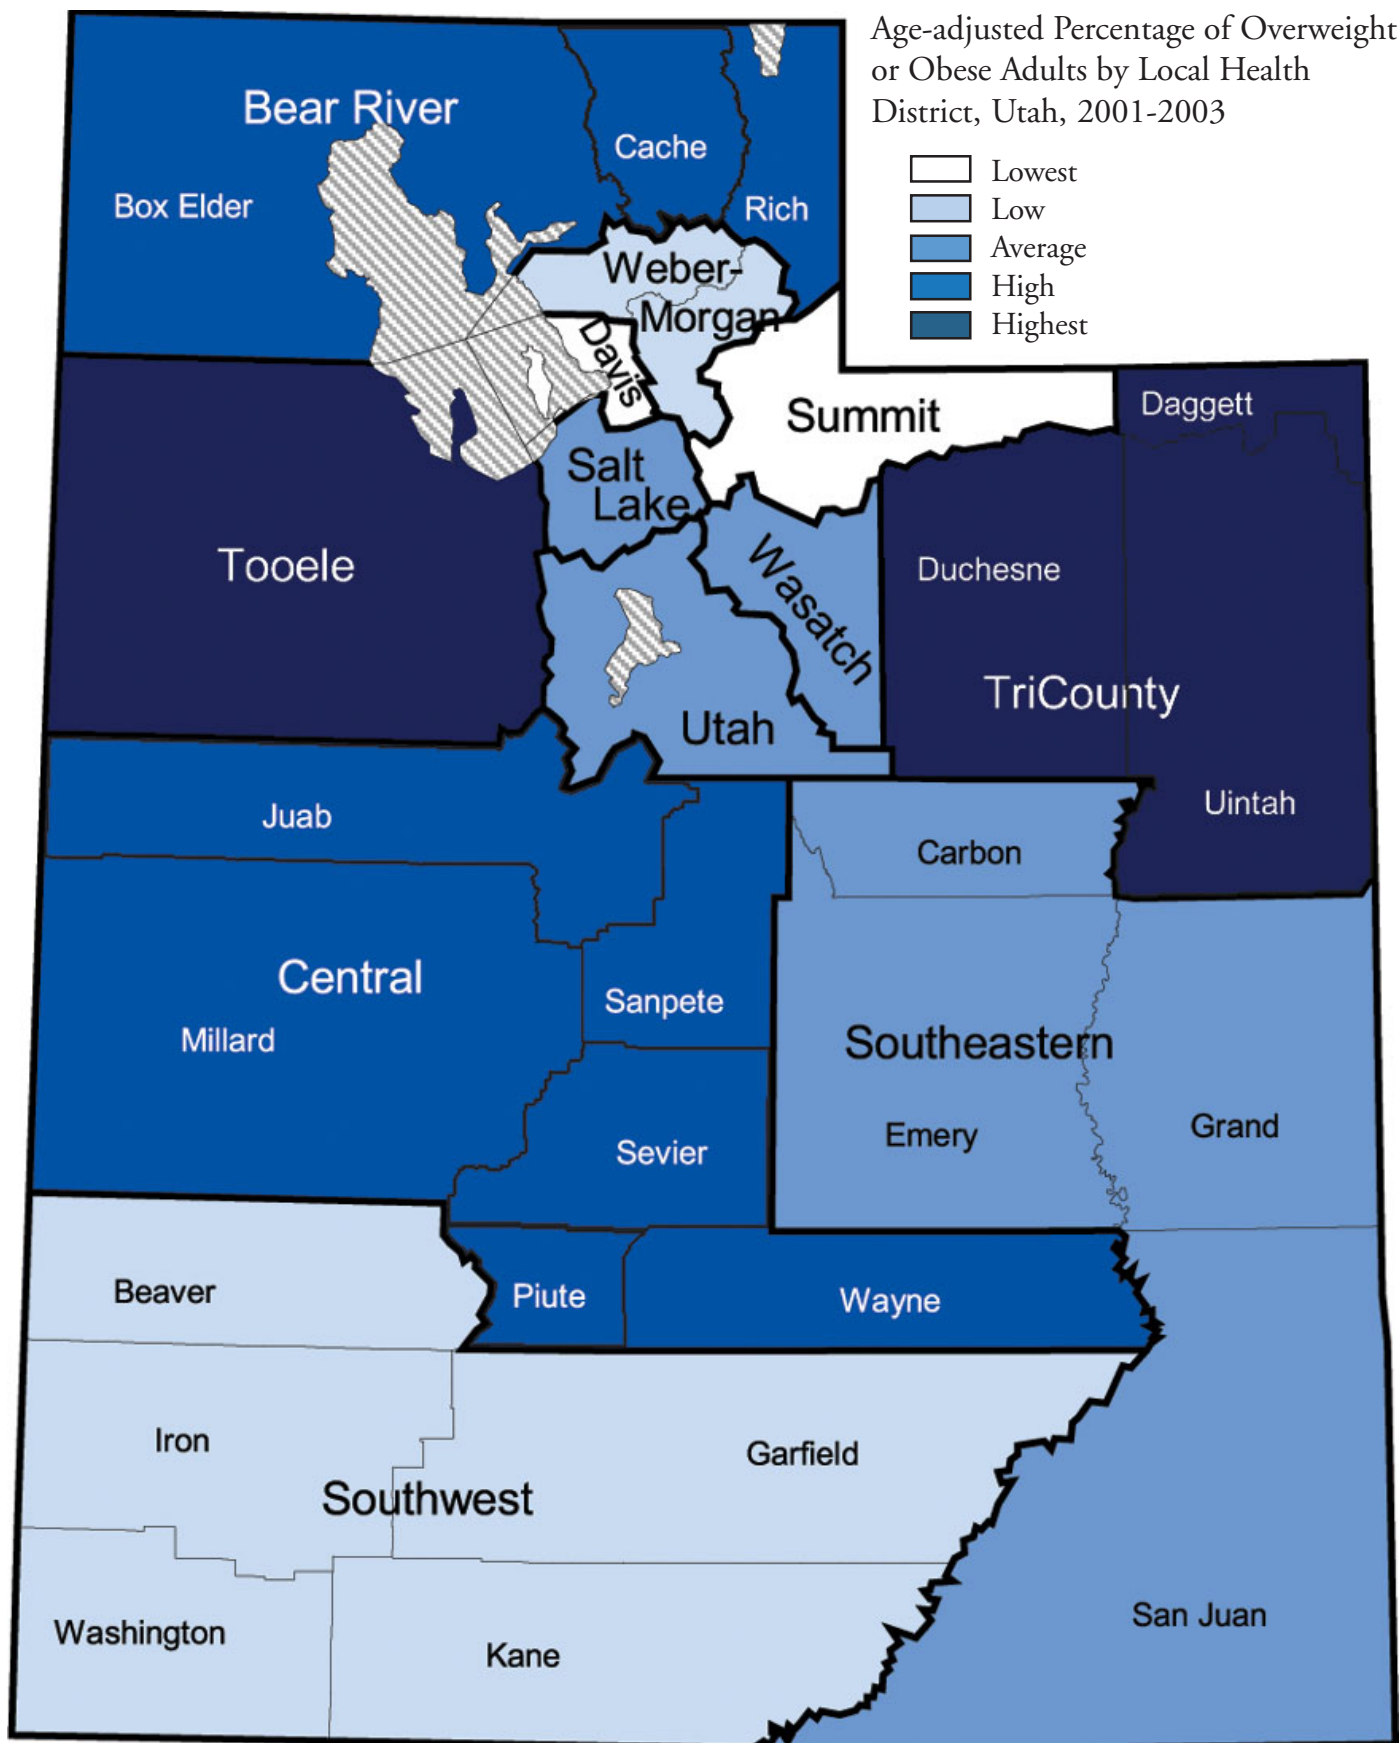 Age-adjusted Percentage of Overweight
or Obese Adults by Local Health
District, Utah, 2001-2003
Lowest
Low
Average
High
Highest
Bear River
Cache
Box Elder
Rich
Weber-
Morgan
Davis
Summit
Daggett
Salt
Lake
Tooele
Wasatch
Duchesne
TriCounty
Utah
Uintah
Juab
Carbon
Central
Sanpete
Millard
Southeastern
Emery
Grand
Sevier
Beaver
Piute
Wayne
Iron
Garfield
Southwest
San Juan
Washington
Kane